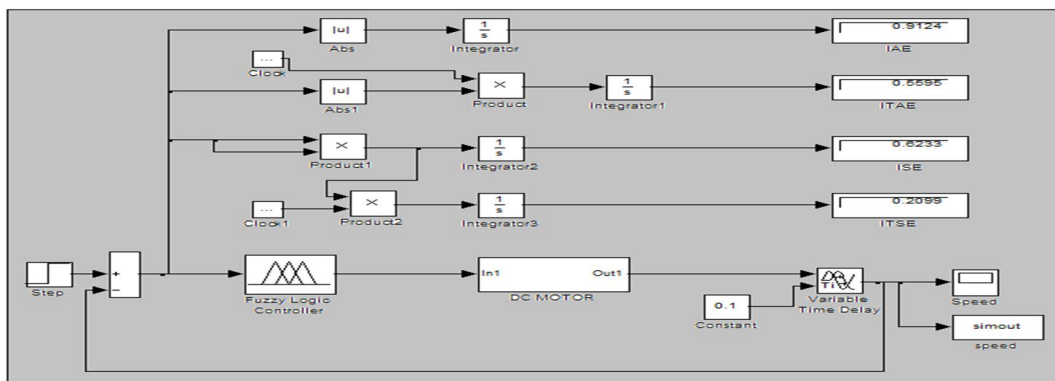 |u|
Abs
1
s
Integrator
0.9124
IAE
...
Clock
|u|
Abs1
×
Product
1
s
Integrator1
0.5595
ITAE
×
Product1
1
s
Integrator2
0.6233
ISE
...
Clock1
×
Product2
1
s
Integrator3
0.2099
ITSE
Step
+
−
Fuzzy Logic
Controller
In1
Out1
DC MOTOR
0.1
Constant
Ti
Variable
Time Delay
Speed
simout
speed